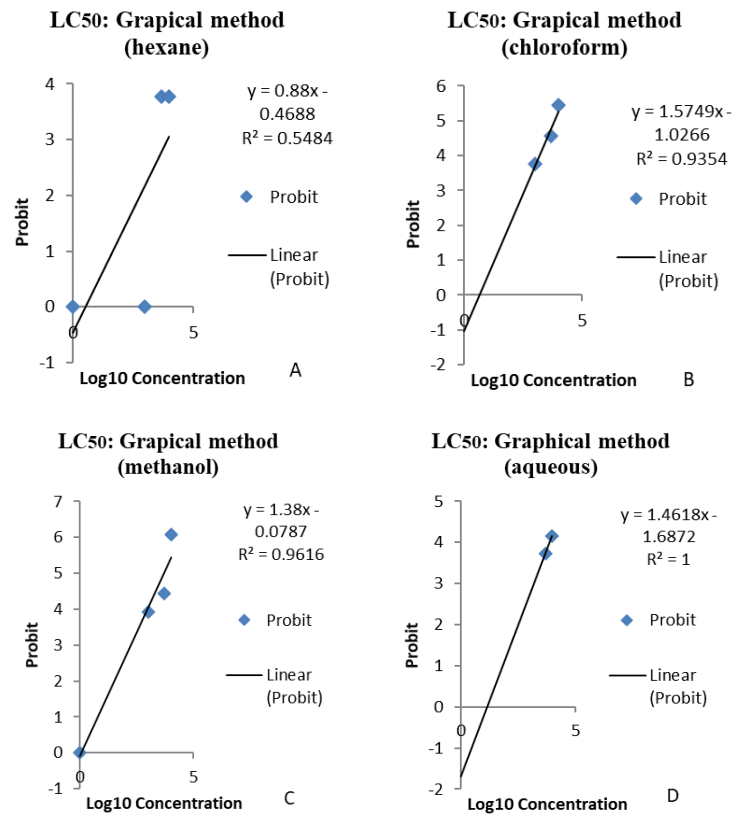 LC50: Grapical method
(hexane)
4
3
2
1
0
-1
0
5
Probit
Log10 Concentration
y = 0.88x -
0.4688
R² = 0.5484
Probit
Linear
(Probit)
A
LC50: Grapical method
(chloroform)
6
5
4
3
2
1
0
-1
-2
0
5
Probit
Log10 Concentration
y = 1.5749x -
1.0266
R² = 0.9354
Probit
Linear
(Probit)
B
LC50: Grapical method
(methanol)
7
6
5
4
3
2
1
0
-1
0
5
Probit
Log10 Concentration
y = 1.38x -
0.0787
R² = 0.9616
Probit
Linear
(Probit)
C
LC50: Graphical method
(aqueous)
5
4
3
2
1
0
-1
-2
0
5
Probit
Log10 Concentration
y = 1.4618x -
1.6872
R² = 1
Probit
Linear
(Probit)
D